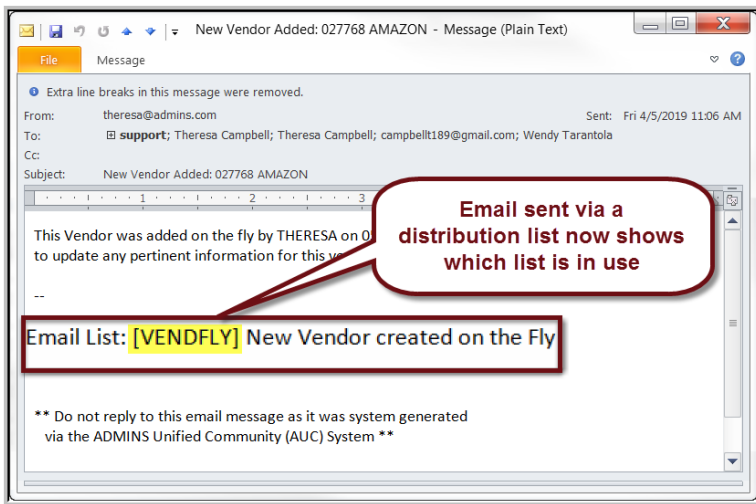 New Vendor Added: 027768 AMAZON - Message (Plain Text)
File Message
Extra line breaks in this message were removed.
From: theresa@admins.com Sent: Fri 4/5/2019 11:06 AM
To: support; Theresa Campbell; Theresa Campbell; campbellt189@gmail.com; Wendy Tarantola
Cc:
Subject: New Vendor Added: 027768 AMAZON
1 2 3
Email sent via a
distribution list now shows
which list is in use
This Vendor was added on the fly by THERESA on
to update any pertinent information for this
--
Email List: [VENDFLY] New Vendor created on the Fly
** Do not reply to this email message as it was system generated
via the ADMINS Unified Community (AUC) System **